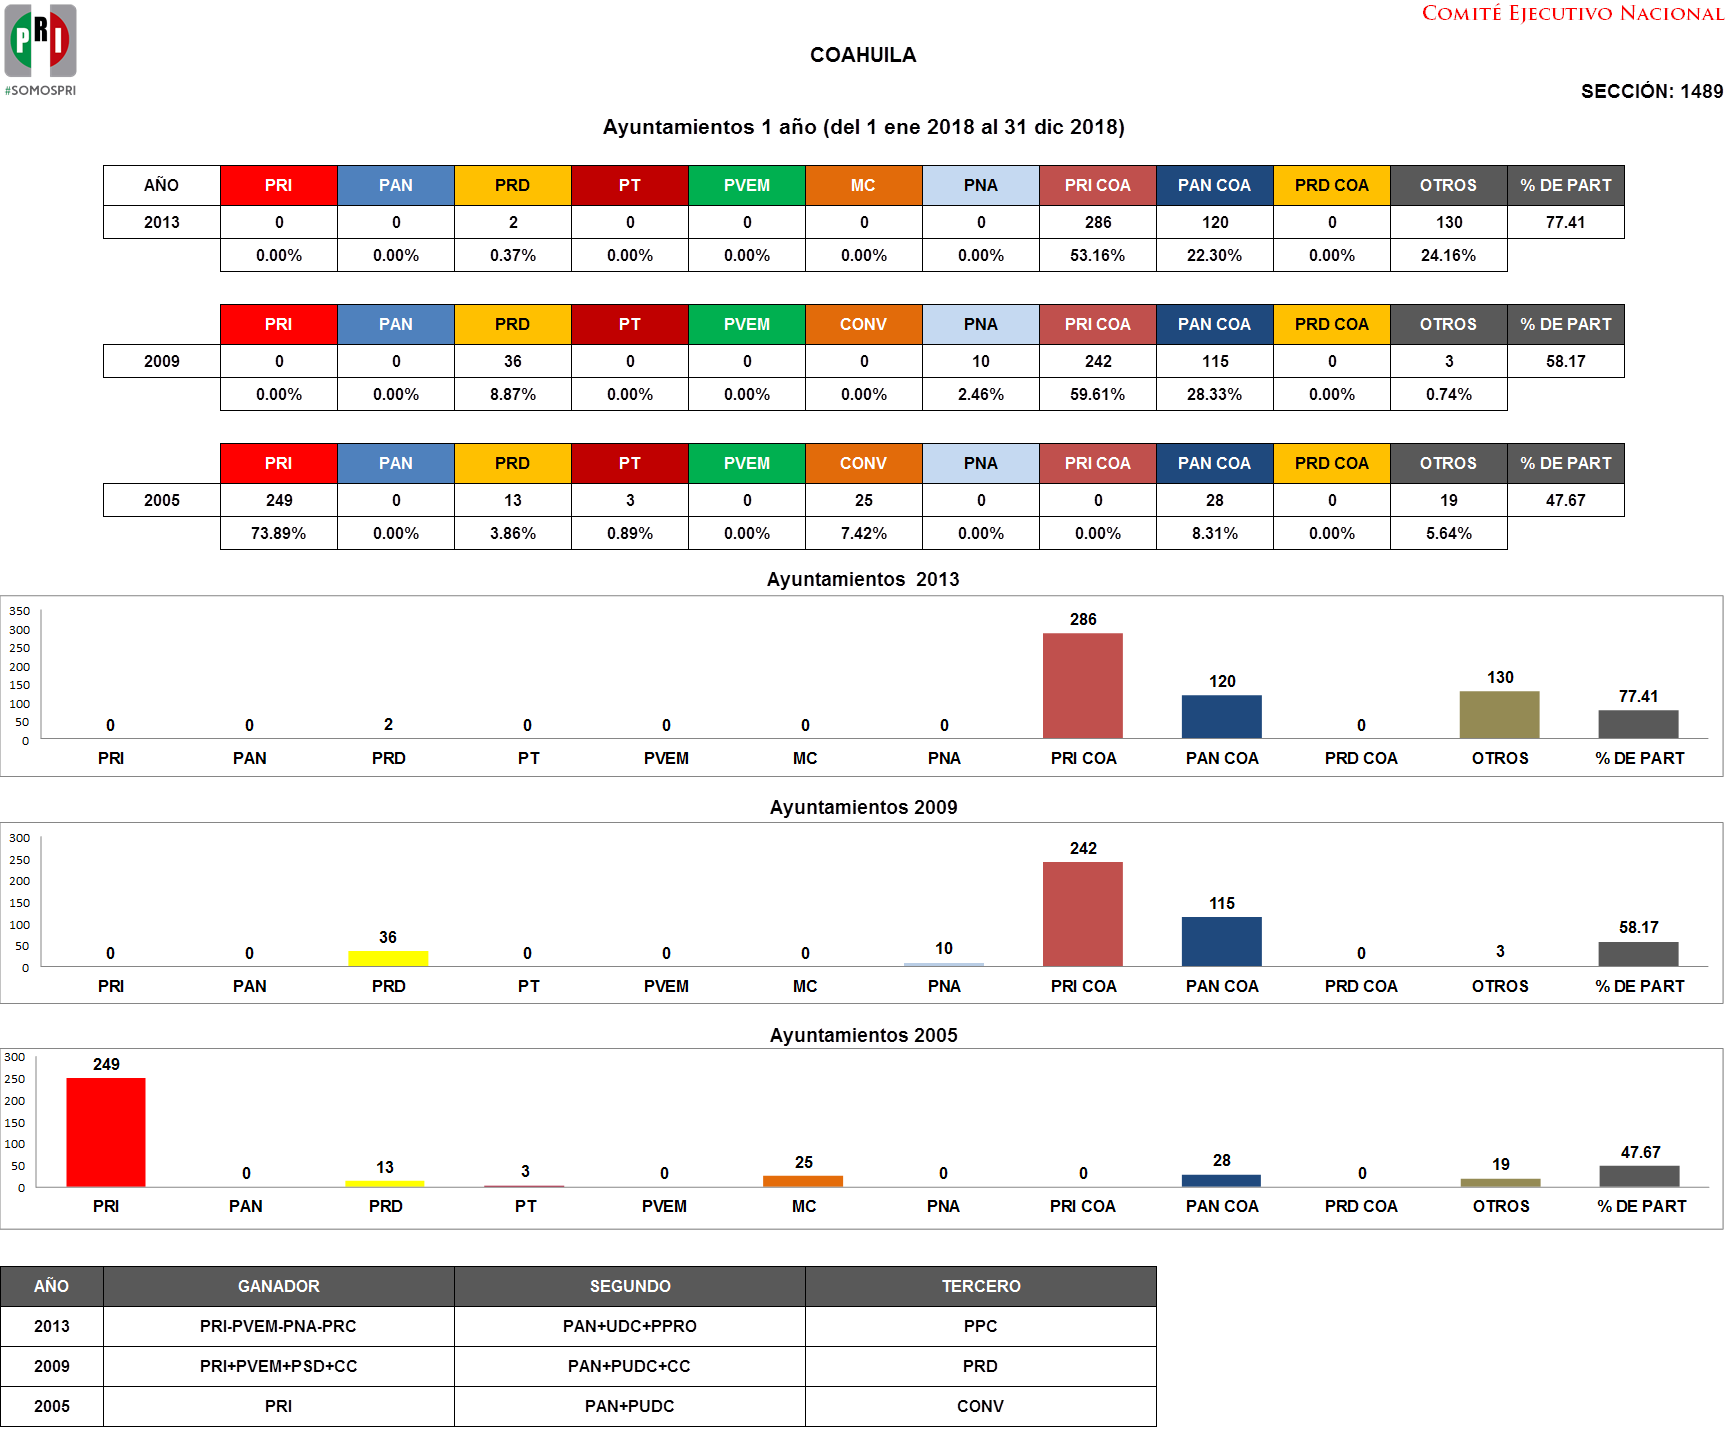 PRI
#SOMOSPRI
COMITÉ EJECUTIVO NACIONAL
COAHUILA
SECCIÓN: 1489
Ayuntamientos 1 año (del 1 ene 2018 al 31 dic 2018)
AÑO PRI PAN PRD PT PVEM MC PNA PRI COA PAN COA PRD COA OTROS % DE PART
2013 0 0 2 0 0 0 0 286 120 0 130 77.41
0.00% 0.00% 0.37% 0.00% 0.00% 0.00% 0.00% 53.16% 22.30% 0.00% 24.16%
PRI PAN PRD PT PVEM CONV PNA PRI COA PAN COA PRD COA OTROS % DE PART
2009 0 0 36 0 0 0 10 242 115 0 3 58.17
0.00% 0.00% 8.87% 0.00% 0.00% 0.00% 2.46% 59.61% 28.33% 0.00% 0.74%
PRI PAN PRD PT PVEM CONV PNA PRI COA PAN COA PRD COA OTROS % DE PART
2005 249 0 13 3 0 25 0 0 28 0 19 47.67
73.89% 0.00% 3.86% 0.89% 0.00% 7.42% 0.00% 0.00% 8.31% 0.00% 5.64%
Ayuntamientos 2013
350
300
250
200
150
100
50
0
0 0 2 0 0 0 0 286 120 0 130 77.41
PRI PAN PRD PT PVEM MC PNA PRI COA PAN COA PRD COA OTROS % DE PART
Ayuntamientos 2009
300
250
200
150
100
50
0
0 0 36 0 0 0 10 242 115 0 3 58.17
PRI PAN PRD PT PVEM MC PNA PRI COA PAN COA PRD COA OTROS % DE PART
Ayuntamientos 2005
300
250
200
150
100
50
0
249 0 13 3 0 25 0 0 28 0 19 47.67
PRI PAN PRD PT PVEM MC PNA PRI COA PAN COA PRD COA OTROS % DE PART
AÑO GANADOR SEGUNDO TERCERO
2013 PRI-PVEM-PNA-PRC PAN+UDC+PPRO PPC
2009 PRI+PVEM+PSD+CC PAN+PUDC+CC PRD
2005 PRI PAN+PUDC CONV